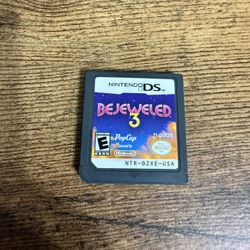 NINTENDO DS
BEJEWELED
3
E
PopCap
NTR-B2XE-USA